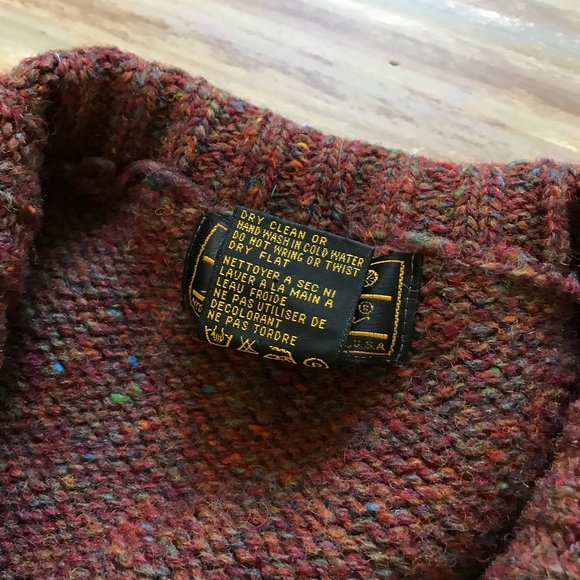 DRY CLEAN OR
HAND WASH IN COLD WATER
DO NOT WRING OR TWIST
DRY FLAT
NETTOYER A SEC NI
LAVER A LA MAIN A
LEAU FROIDE
NE PAS UTILISER DE
DECOLORANT
NE PAS TORDRE
U.S.A.